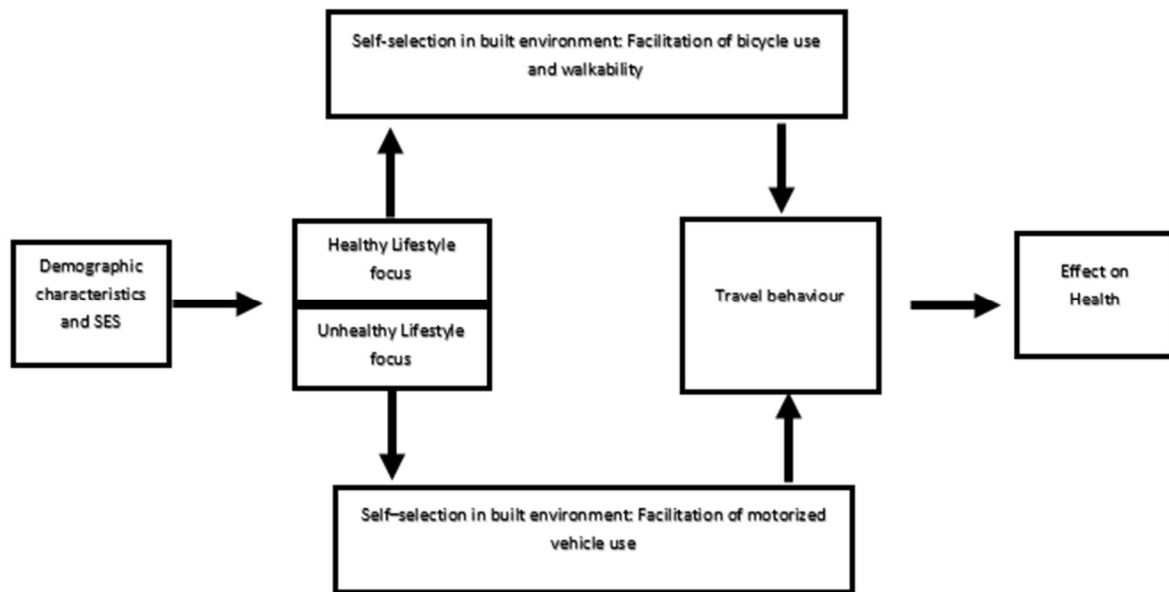 Self-selection in built environment: Facilitation of bicycle use
and walkability
Demographic
characteristics
and SES
Healthy Lifestyle
focus
Unhealthy Lifestyle
focus
Travel behaviour
Effect on
Health
Self–selection in built environment: Facilitation of motorized
vehicle use